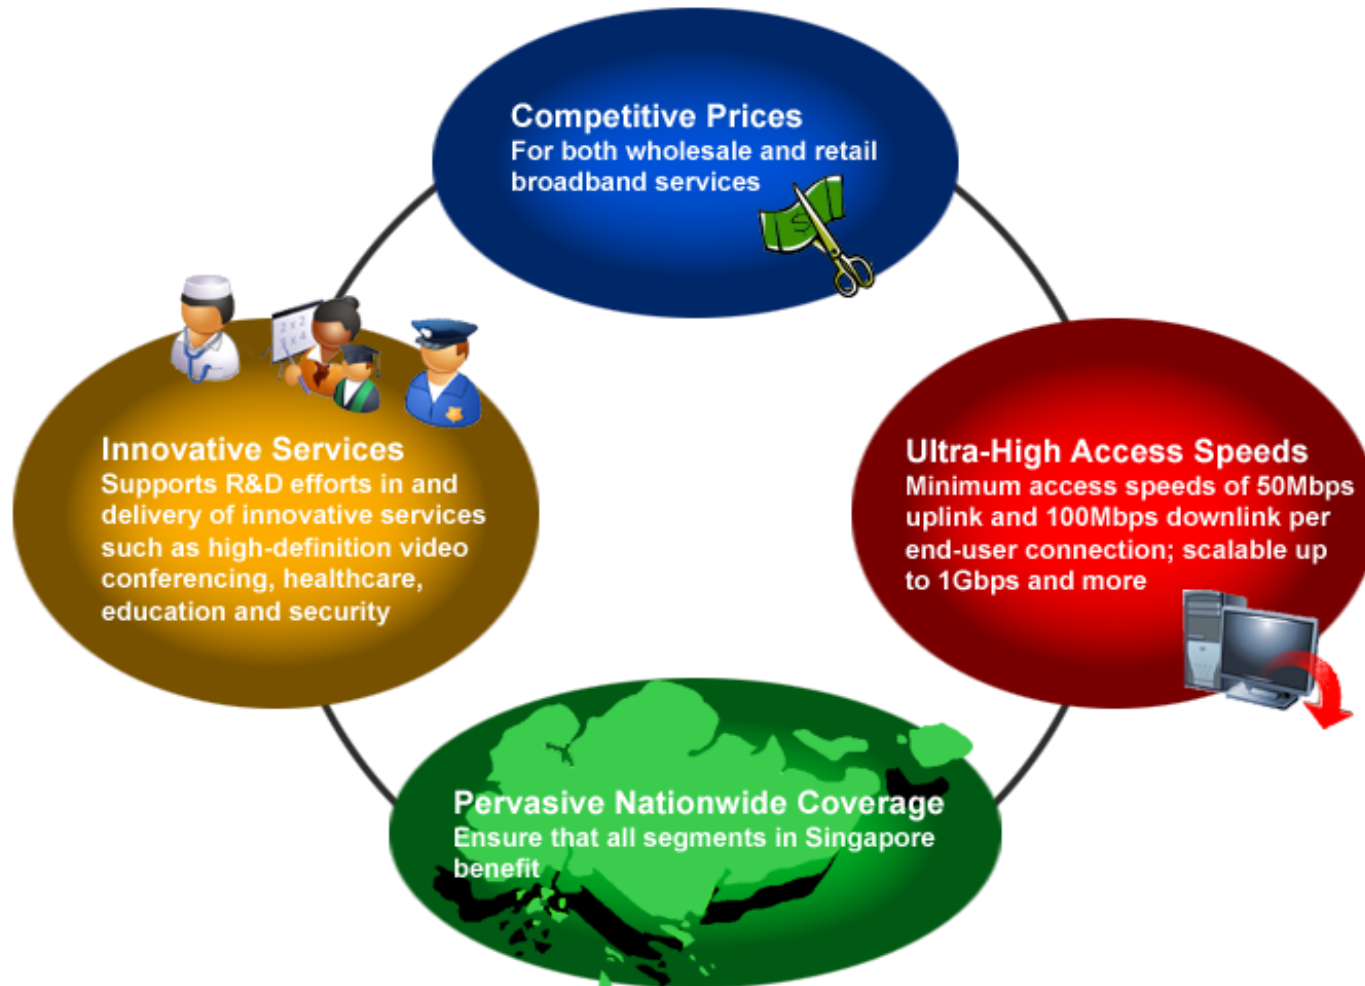 Competitive Prices
For both wholesale and retail
broadband services
$
2 x 2
Innovative Services
Supports R&D efforts in and
delivery of innovative services
such as high-definition video
conferencing, healthcare,
education and security
Ultra-High Access Speeds
Minimum access speeds of 50Mbps
uplink and 100Mbps downlink per
end-user connection; scalable up
to 1Gbps and more
Pervasive Nationwide Coverage
Ensure that all segments in Singapore
benefit